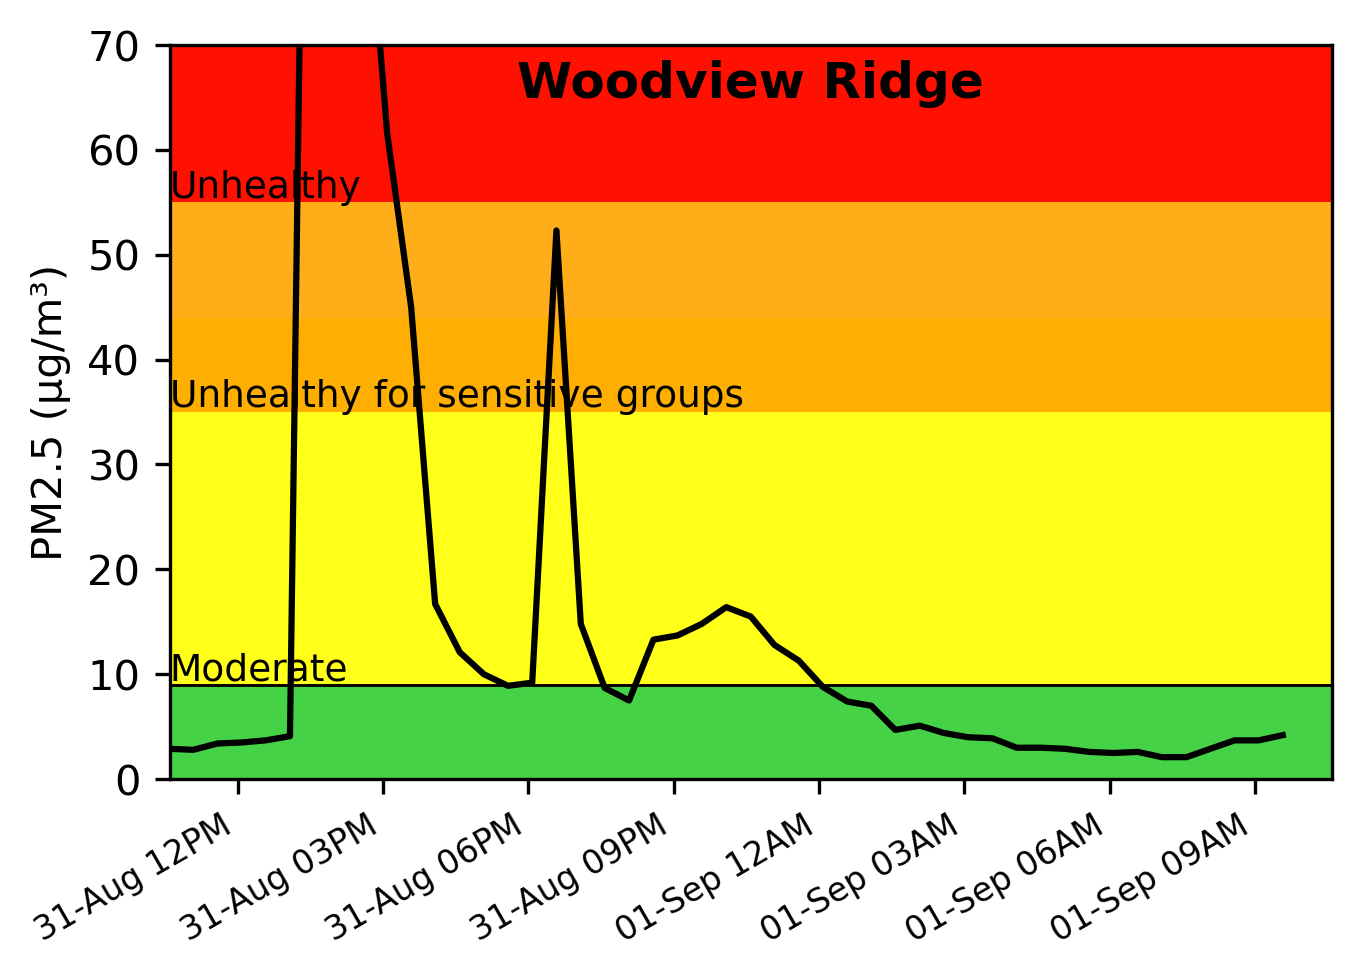 Woodview Ridge
PM2.5 (µg/m³)
70
60
Unhealthy
50
40
Unhealthy for sensitive groups
30
20
10
Moderate
0
31-Aug 12PM
31-Aug 03PM
31-Aug 06PM
31-Aug 09PM
01-Sep 12AM
01-Sep 03AM
01-Sep 06AM
01-Sep 09AM